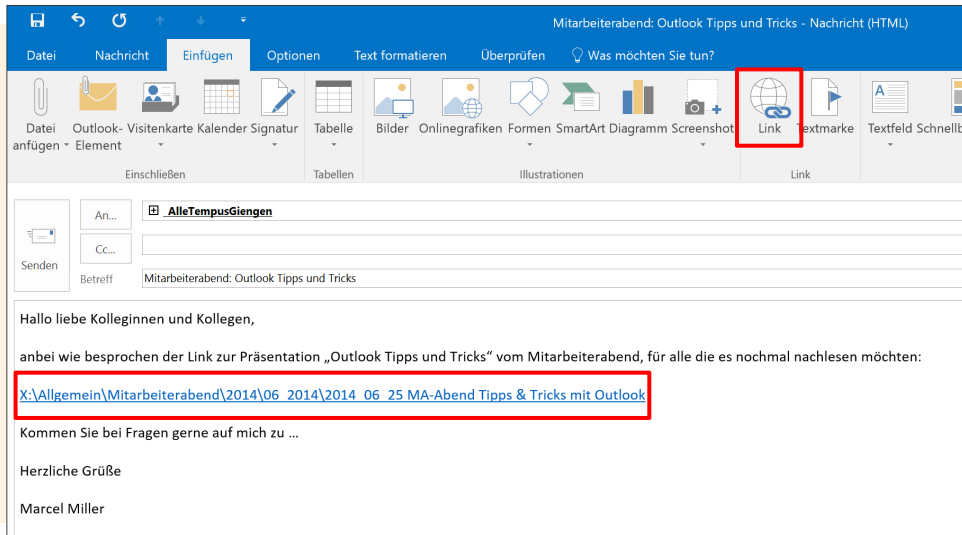 Mitarbeiterabend: Outlook Tipps und Tricks - Nachricht (HTML)
Datei Nachricht Einfügen Optionen Text formatieren Überprüfen Was möchten Sie tun?
Datei anfügen
Outlook-Element
Visitenkarte
Kalender
Signatur
Tabelle
Bilder
Onlinegrafiken
Formen
SmartArt
Diagramm
Screenshot
Link
Textmarke
Textfeld
Einschließen Tabellen Illustrationen Link
Senden
An... _AlleTempusGiengen
Cc...
Betreff Mitarbeiterabend: Outlook Tipps und Tricks
Hallo liebe Kolleginnen und Kollegen,
anbei wie besprochen der Link zur Präsentation „Outlook Tipps und Tricks“ vom Mitarbeiterabend, für alle die es nochmal nachlesen möchten:
X:\Allgemein\Mitarbeiterabend\2014\06_2014\2014_06_25 MA-Abend Tipps & Tricks mit Outlook
Kommen Sie bei Fragen gerne auf mich zu ...
Herzliche Grüße
Marcel Miller